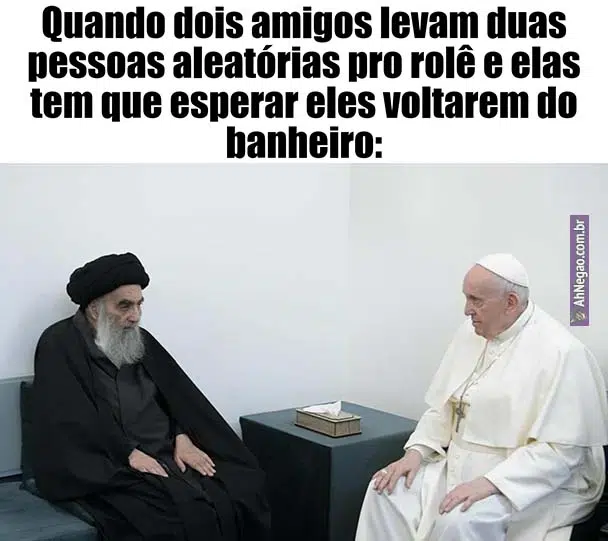 Quando dois amigos levam duas
pessoas aleatórias pro rolê e elas
tem que esperar eles voltarem do
banheiro:
AhNegao.com.br